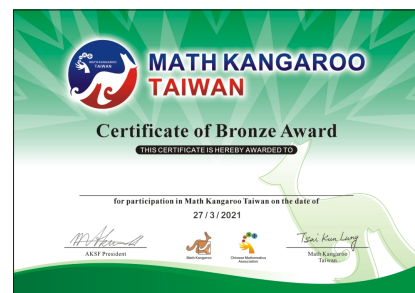 MATH KANGAROO
TAIWAN
MATH KANGAROO
TAIWAN
Certificate of Bronze Award
THIS CERTIFICATE IS HEREBY AWARDED TO
for participation in Math Kangaroo Taiwan on the date of
27 / 3 / 2021
Tsai Kun Lung
AKSF President
Math Kangaroo
Chinese Mathematics
Association
Math Kangaroo
Taiwan